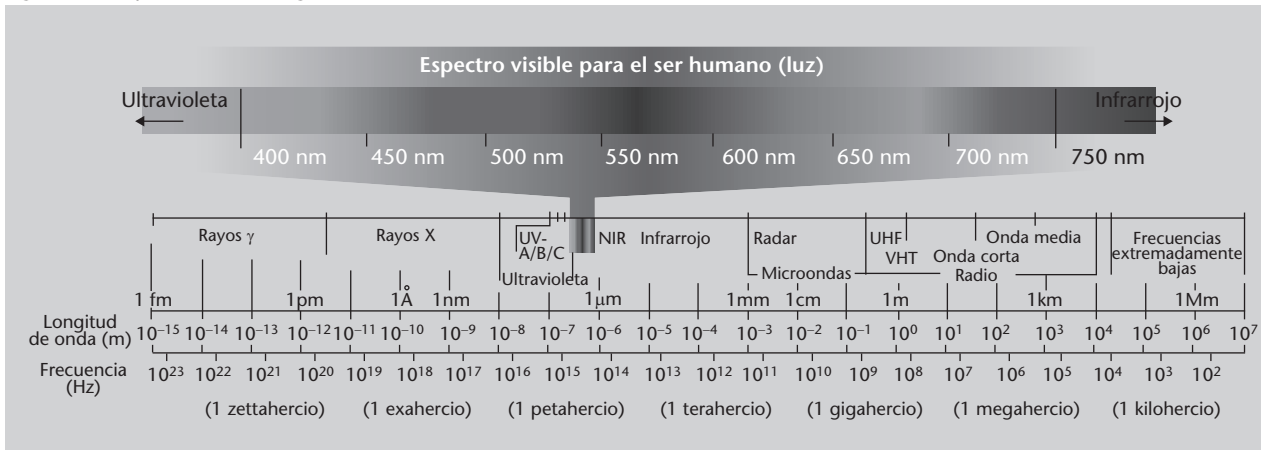 Espectro visible para el ser humano (luz)
Ultravioleta Infrarrojo
400 nm 450 nm 500 nm 550 nm 600 nm 650 nm 700 nm 750 nm
Rayos γ Rayos X UV- NIR Infrarrojo Radar UHF Onda media Frecuencias
A/B/C VHT Onda corta extremadamente
Ultravioleta Microondas Radio bajas
1 fm 1pm 1Å 1nm 1μm 1mm 1cm 1m 1km 1Mm
Longitud
de onda (m) 10⁻¹⁵ 10⁻¹⁴ 10⁻¹³ 10⁻¹² 10⁻¹¹ 10⁻¹⁰ 10⁻⁹ 10⁻⁸ 10⁻⁷ 10⁻⁶ 10⁻⁵ 10⁻⁴ 10⁻³ 10⁻² 10⁻¹ 10⁰ 10¹ 10² 10³ 10⁴ 10⁵ 10⁶ 10⁷
Frecuencia
(Hz) 10²³ 10²² 10²¹ 10²⁰ 10¹⁹ 10¹⁸ 10¹⁷ 10¹⁶ 10¹⁵ 10¹⁴ 10¹³ 10¹² 10¹¹ 10¹⁰ 10⁹ 10⁸ 10⁷ 10⁶ 10⁵ 10⁴ 10³ 10²
(1 zettahercio) (1 exahercio) (1 petahercio) (1 terahercio) (1 gigahercio) (1 megahercio) (1 kilohercio)